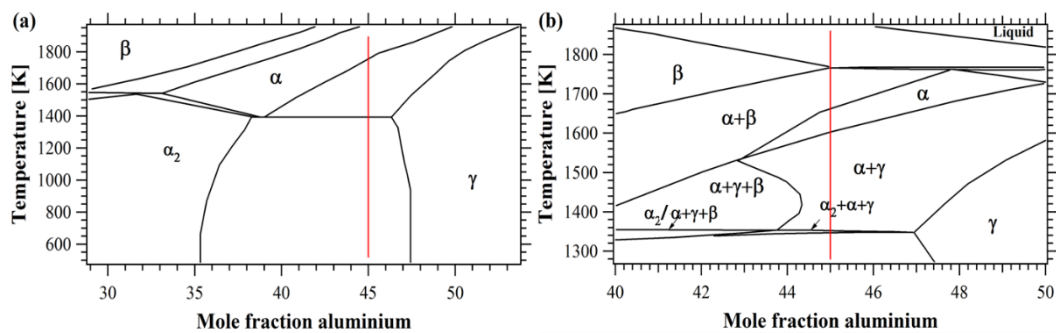 (a)
Temperature [K]
1800
1600
1400
1200
1000
800
600
β
α
α₂
γ
30
35
40
45
50
Mole fraction aluminium
(b)
Temperature [K]
1800
1700
1600
1500
1400
1300
Liquid
β
α
α+β
α+γ
α+γ+β
α₂/α+γ+β
α₂+α+γ
γ
40
42
44
46
48
50
Mole fraction aluminium